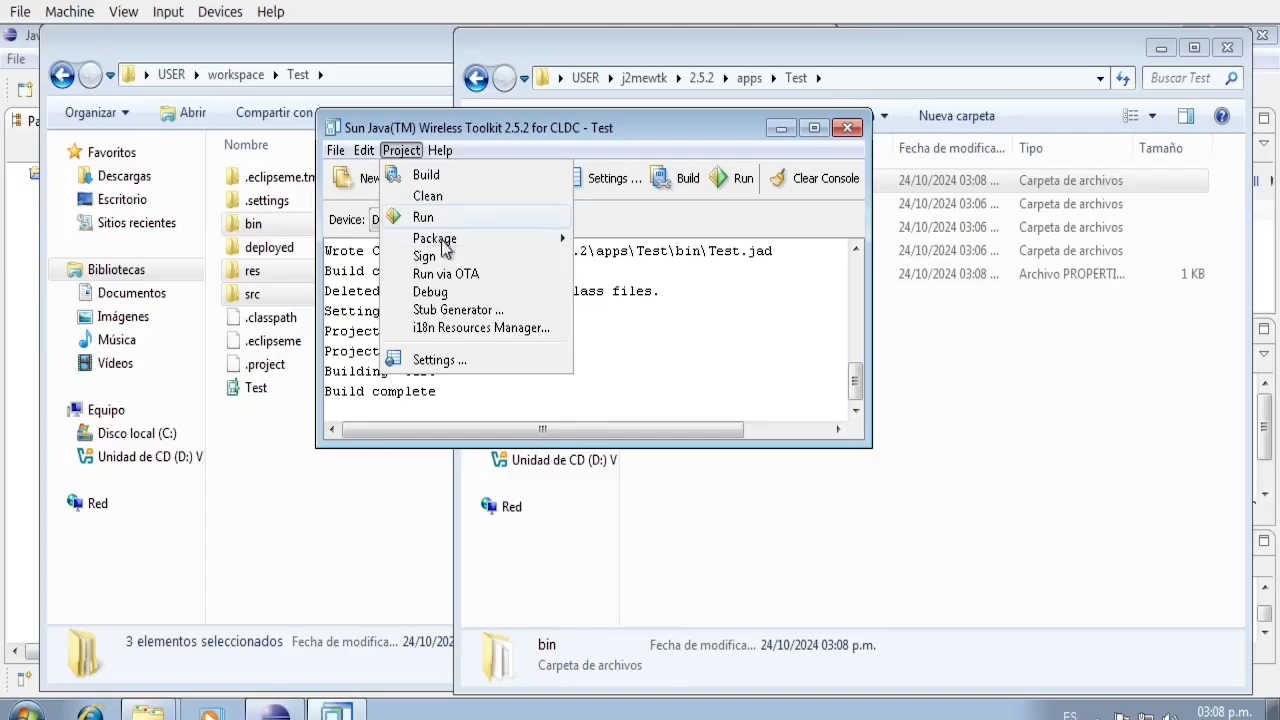 File Machine View Input Devices Help
File
USER workspace Test
USER j2mewtk 2.5.2 apps Test
Buscar Test
Organizar Abrir Compartir con
Nueva carpeta
Favoritos
Descargas
Escritorio
Sitios recientes
Bibliotecas
Documentos
Imágenes
Música
Vídeos
Equipo
Disco local (C:)
Unidad de CD (D:) V
Red
Nombre
.eclipseme.tm
.settings
bin
deployed
res
src
.classpath
.eclipseme
.project
Test
Sun Java(TM) Wireless Toolkit 2.5.2 for CLDC - Test
File Edit Project Help
New
Settings ... Build Run Clear Console
Device: D
Build
Clean
Run
Package
Sign
Run via OTA
Debug
Stub Generator ...
i18n Resources Manager...
Settings ...
Wrote C .2\apps\Test\bin\Test.jad
Build c
Deleted lass files.
Setting
Project
Project
Building
Build complete
Fecha de modifica... Tipo Tamaño
24/10/2024 03:08 ... Carpeta de archivos
24/10/2024 03:06 ... Carpeta de archivos
24/10/2024 03:06 ... Carpeta de archivos
24/10/2024 03:06 ... Carpeta de archivos
24/10/2024 03:08 ... Archivo PROPERTI... 1 KB
Unidad de CD (D:) V
Red
3 elementos seleccionados Fecha de modifica... 24/10/202
bin Fecha de modifica... 24/10/2024 03:08 p.m.
Carpeta de archivos
ES
03:08 p.m.